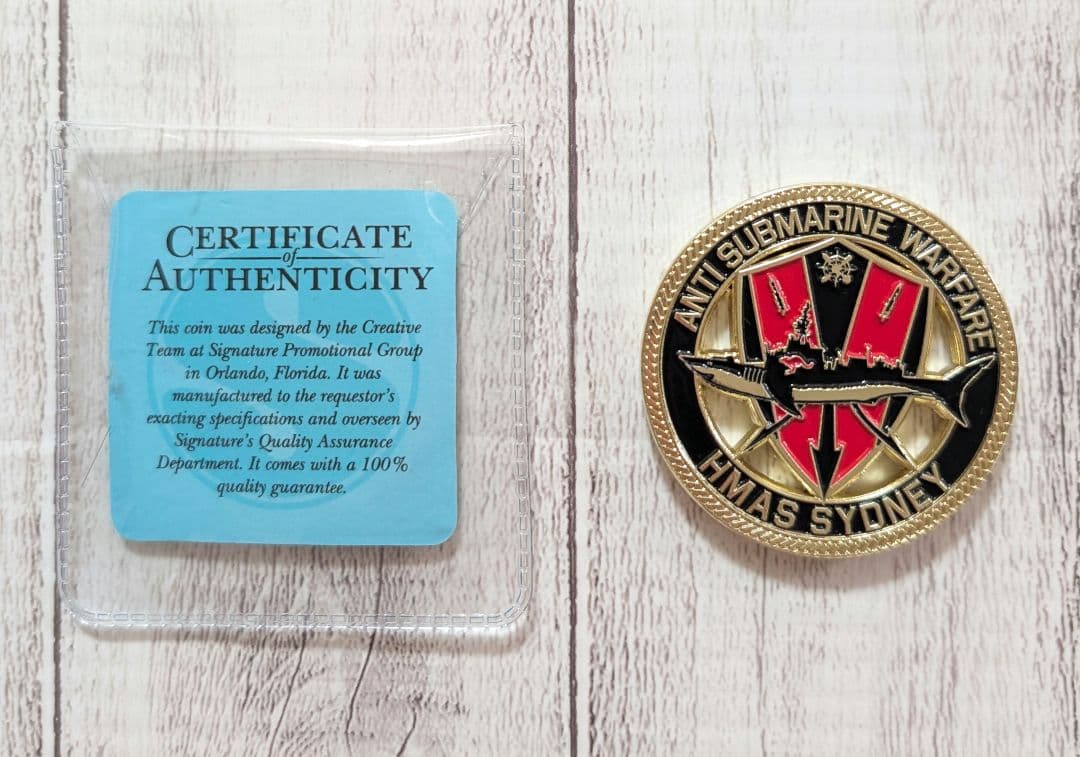 CERTIFICATE
of
AUTHENTICITY
This coin was designed by the Creative
Team at Signature Promotional Group
in Orlando, Florida. It was
manufactured to the requestor's
exacting specifications and overseen by
Signature's Quality Assurance
Department. It comes with a 100%
quality guarantee.
ANTI SUBMARINE WARFARE
HMAS SYDNEY